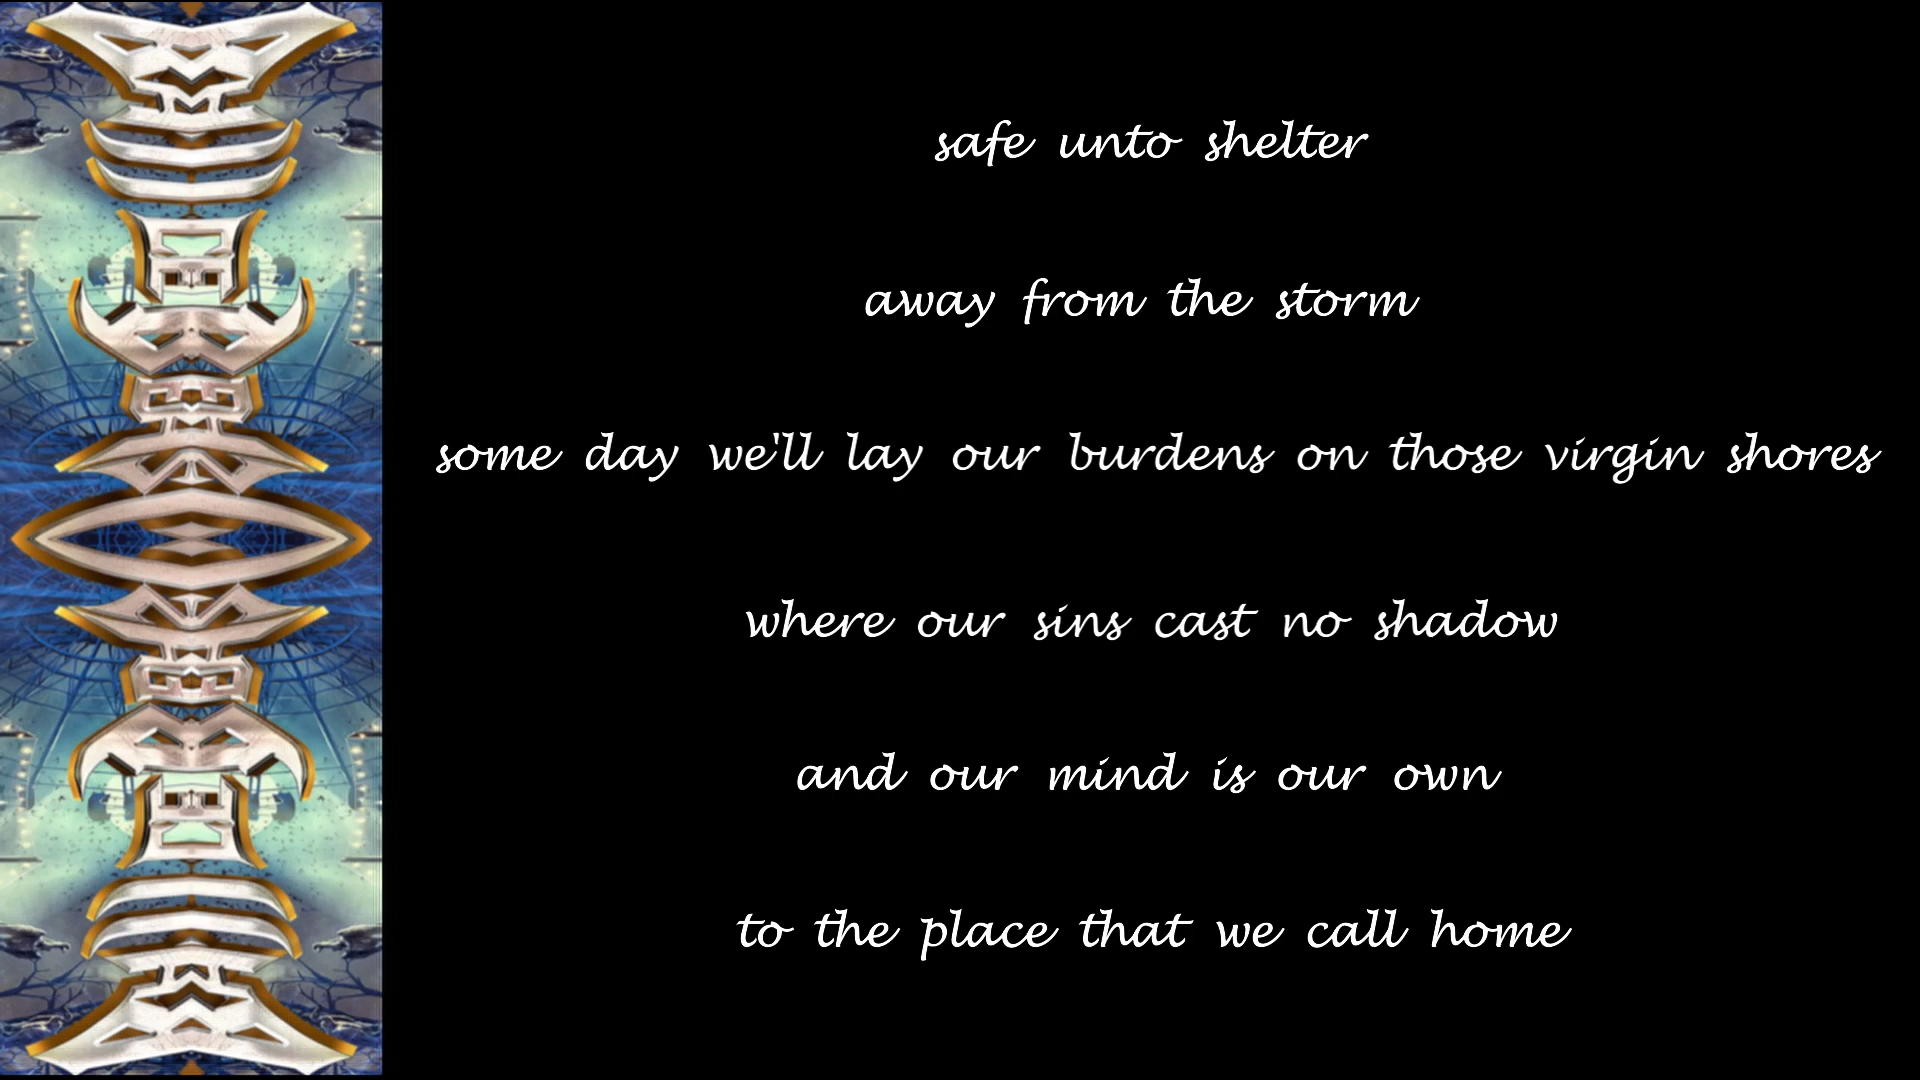 safe unto shelter
away from the storm
some day we'll lay our burdens on those virgin shores
where our sins cast no shadow
and our mind is our own
to the place that we call home